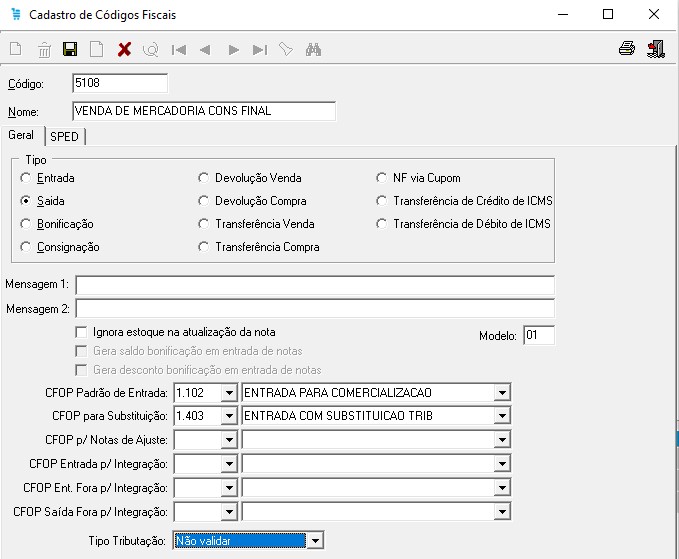 Cadastro de Códigos Fiscais
Código: 5108
Nome: VENDA DE MERCADORIA CONS FINAL
Geral SPED
Tipo
Entrada Devolução Venda NF via Cupom
Saida Devolução Compra Transferência de Crédito de ICMS
Bonificação Transferência Venda Transferência de Débito de ICMS
Consignação Transferência Compra
Mensagem 1:
Mensagem 2:
Ignora estoque na atualização da nota Modelo: 01
Gera saldo bonificação em entrada de notas
Gera desconto bonificação em entrada de notas
CFOP Padrão de Entrada: 1.102 ENTRADA PARA COMERCIALIZACAO
CFOP para Substituição: 1.403 ENTRADA COM SUBSTITUICAO TRIB
CFOP p/ Notas de Ajuste:
CFOP Entrada p/ Integração:
CFOP Ent. Fora p/ Integração:
CFOP Saída Fora p/ Integração:
Tipo Tributação: Não validar